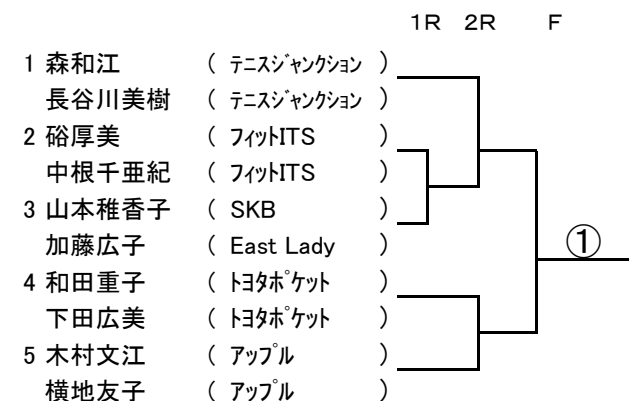 1R 2R F
1 森和江 ( ﾃﾆｽｼﾞｬﾝｸｼｮﾝ )
長谷川美樹 ( ﾃﾆｽｼﾞｬﾝｸｼｮﾝ )
2 硲厚美 ( ﾌｨｯﾄITS )
中根千亜紀 ( ﾌｨｯﾄITS )
3 山本稚香子 ( SKB )
加藤広子 ( East Lady )
①
4 和田重子 ( ﾄﾖﾀﾎﾟｹｯﾄ )
下田広美 ( ﾄﾖﾀﾎﾟｹｯﾄ )
5 木村文江 ( ｱｯﾌﾟﾙ )
横地友子 ( ｱｯﾌﾟﾙ )